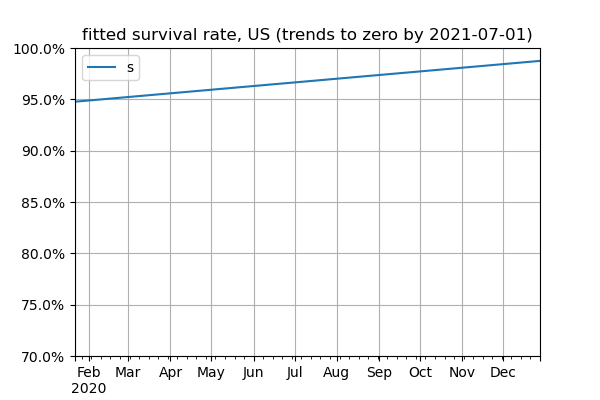 fitted survival rate, US (trends to zero by 2021-07-01)
100.0%
s
95.0%
90.0%
85.0%
80.0%
75.0%
70.0%
Feb Mar Apr May Jun Jul Aug Sep Oct Nov Dec
2020